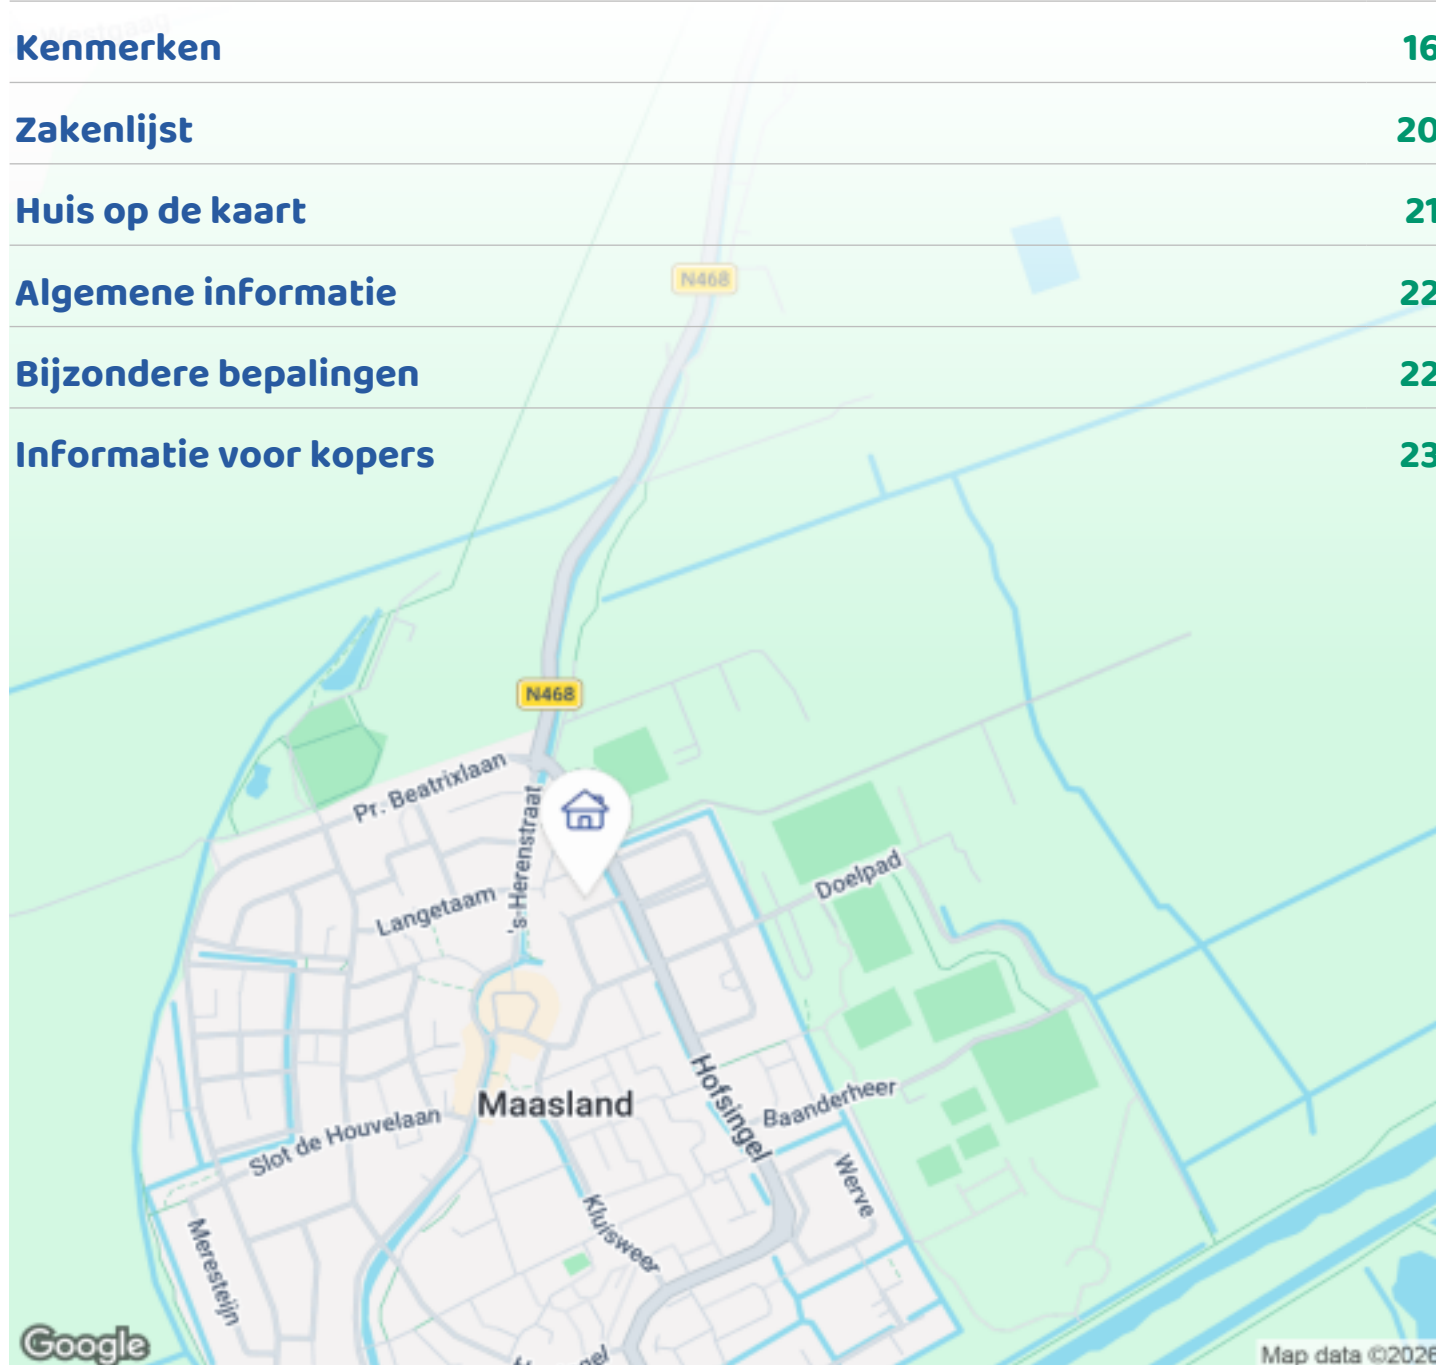 Kenmerken 16
Zakenlijst 20
Huis op de kaart 21
N468
Algemene informatie 22
Bijzondere bepalingen 22
Informatie voor kopers 23
N468
Pr. Beatrixlaan
's-Herenstraat
Doelpad
Langetaam
Maasland
Hofsingel
Baanderheer
Slot de Houvelaan
Werve
Kluisweer
Meresteijn
Google
Map data ©2026